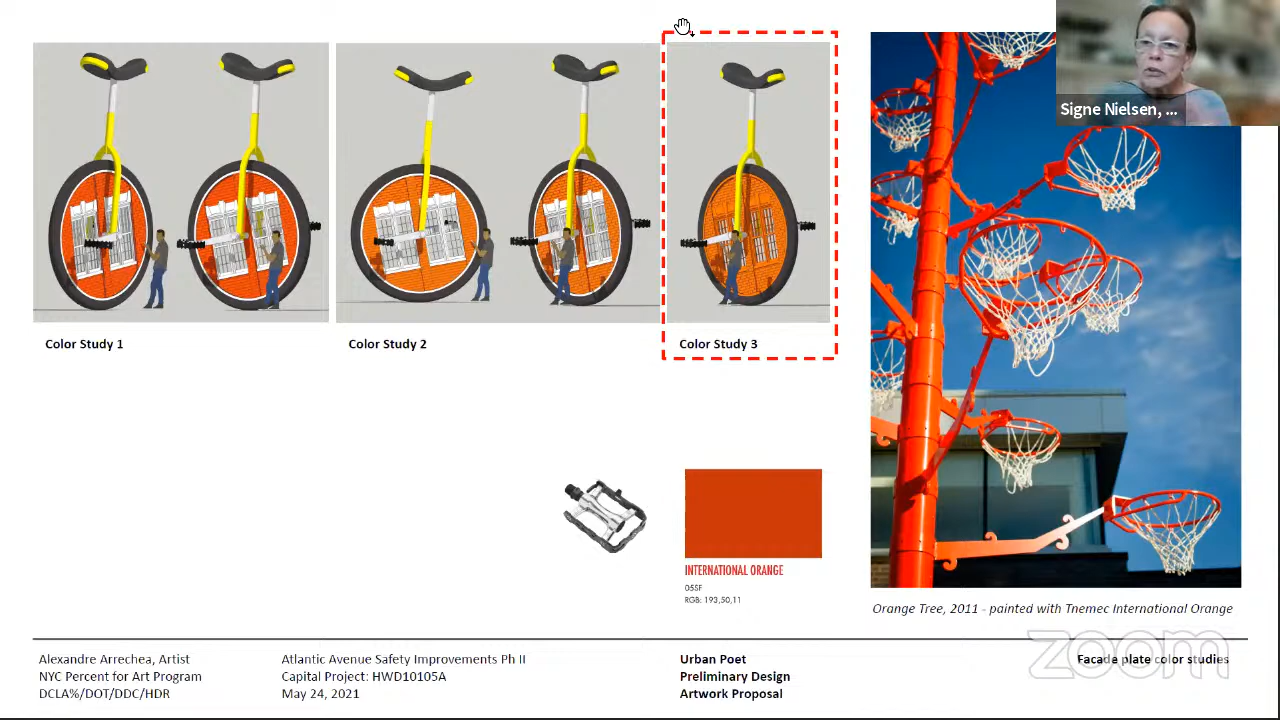 Signe Nielsen, ...
Color Study 1
Color Study 2
Color Study 3
INTERNATIONAL ORANGE
05SF
RGB: 193,50,11
Orange Tree, 2011 - painted with Tnemec International Orange
Alexandre Arrechea, Artist
NYC Percent for Art Program
DCLA%/DOT/DDC/HDR
Atlantic Avenue Safety Improvements Ph II
Capital Project: HWD10105A
May 24, 2021
Urban Poet
Preliminary Design
Artwork Proposal
Facade plate color studies
zoom